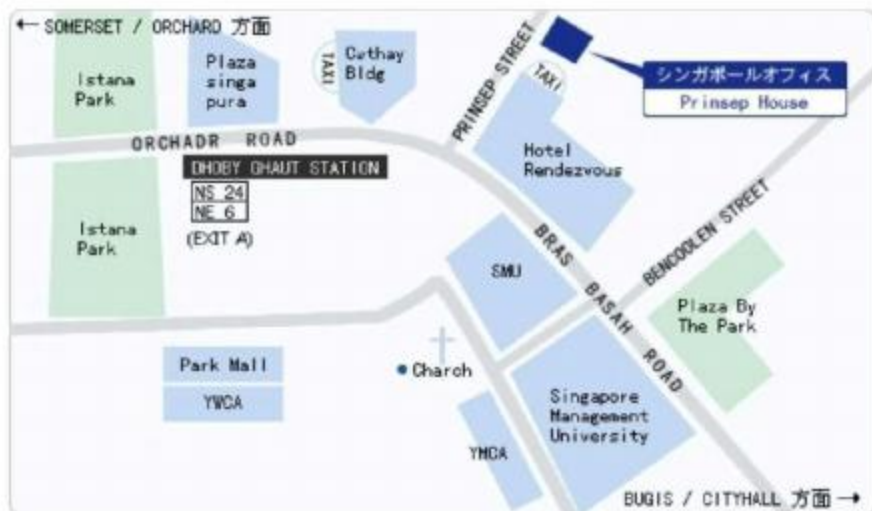 ← SOMERSET / ORCHARD 方面
Istana
Park
Plaza
singa
pura
TAXI
Cathay
Bldg
PRINSEP STREET
TAXI
シンガポールオフィス
Prinsep House
ORCHADR ROAD
DHOBY GHAUT STATION
NS 24
NE 6
(EXIT A)
Hotel
Rendezvous
Istana
Park
BRAS BASAH ROAD
BENCOOLEN STREET
SMU
Plaza By
The Park
Park Mall
YWCA
Charch
Singapore
Management
University
YMCA
BUGIS / CITYHALL 方面 →